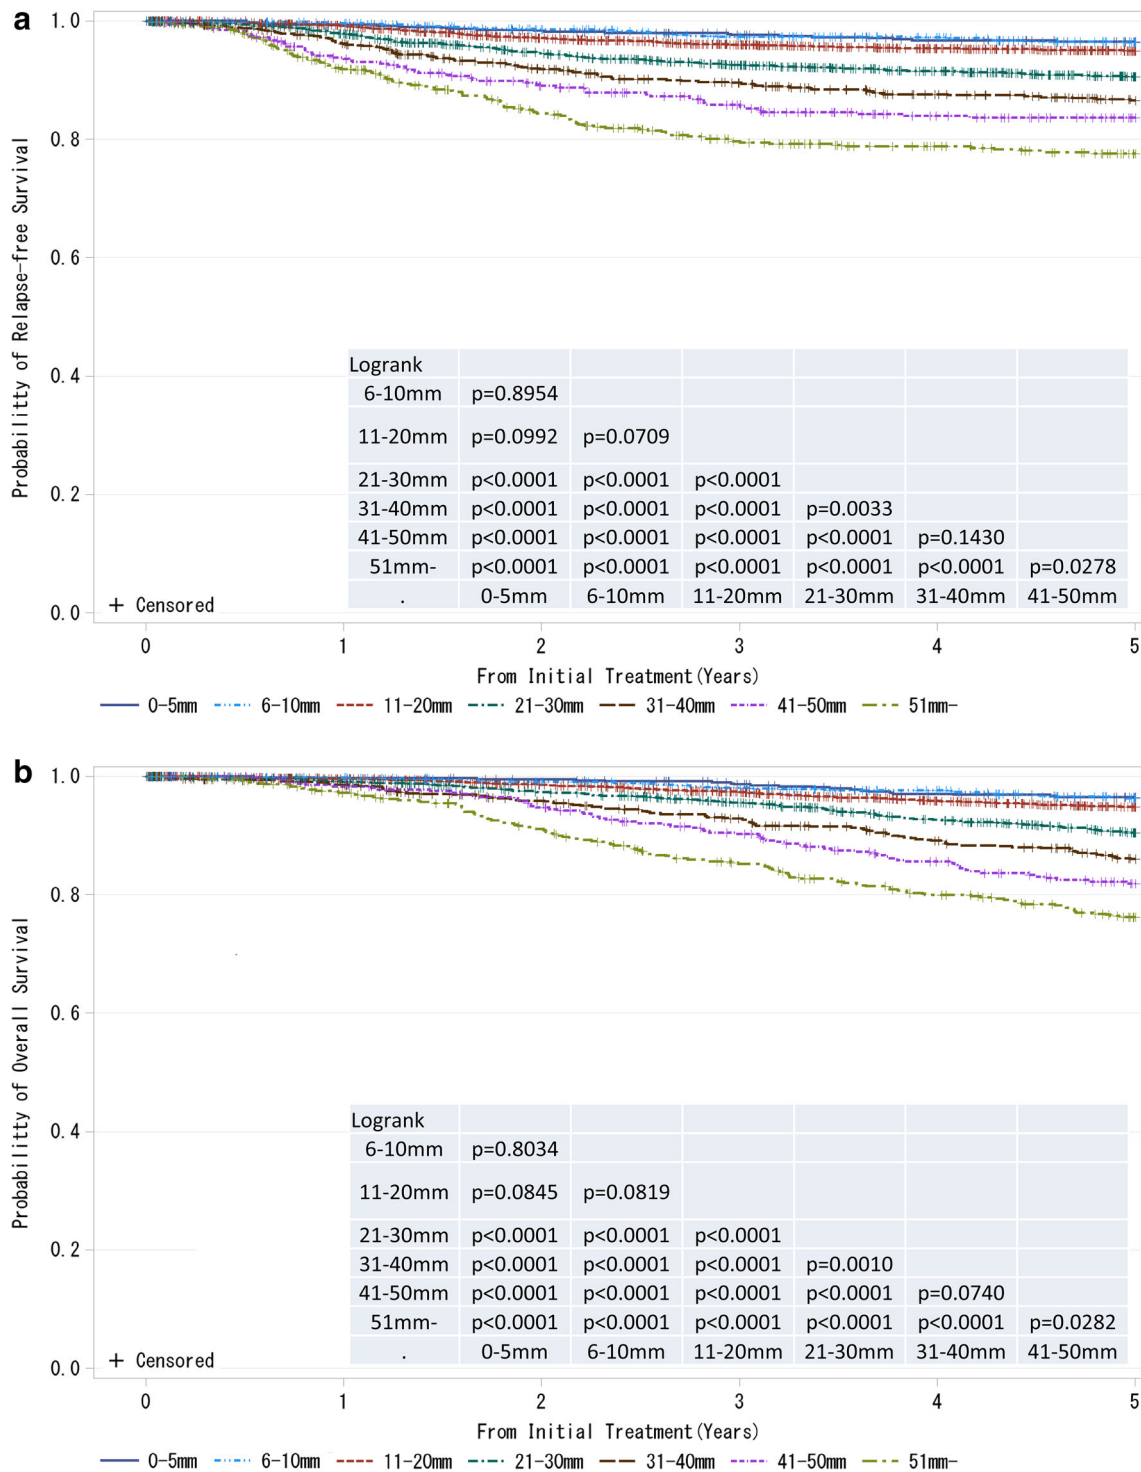 a
Probabilitty of Relapse-free Survival
1.0
0.8
0.6
0.4
0.2
0.0
Logrank
6-10mm p=0.8954
11-20mm p=0.0992 p=0.0709
21-30mm p<0.0001 p<0.0001 p<0.0001
31-40mm p<0.0001 p<0.0001 p<0.0001 p=0.0033
41-50mm p<0.0001 p<0.0001 p<0.0001 p<0.0001 p=0.1430
51mm- p<0.0001 p<0.0001 p<0.0001 p<0.0001 p<0.0001 p=0.0278
. 0-5mm 6-10mm 11-20mm 21-30mm 31-40mm 41-50mm
+ Censored
0 1 2 3 4 5
From Initial Treatment(Years)
0-5mm 6-10mm 11-20mm 21-30mm 31-40mm 41-50mm 51mm-
b
Probabilitty of Overall Survival
1.0
0.8
0.6
0.4
0.2
0.0
Logrank
6-10mm p=0.8034
11-20mm p=0.0845 p=0.0819
21-30mm p<0.0001 p<0.0001 p<0.0001
31-40mm p<0.0001 p<0.0001 p<0.0001 p=0.0010
41-50mm p<0.0001 p<0.0001 p<0.0001 p<0.0001 p=0.0740
51mm- p<0.0001 p<0.0001 p<0.0001 p<0.0001 p<0.0001 p=0.0282
. 0-5mm 6-10mm 11-20mm 21-30mm 31-40mm 41-50mm
+ Censored
0 1 2 3 4 5
From Initial Treatment(Years)
0-5mm 6-10mm 11-20mm 21-30mm 31-40mm 41-50mm 51mm-